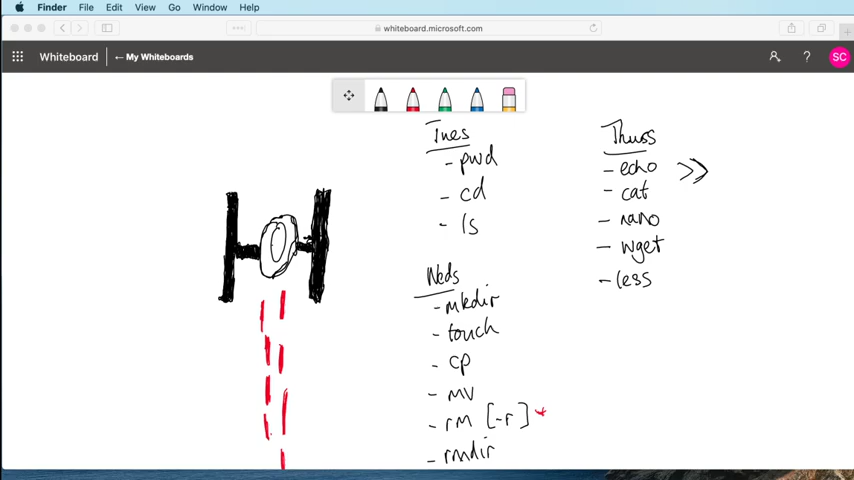 Finder File Edit View Go Window Help
whiteboard.microsoft.com
Whiteboard ← My Whiteboards ? SC
Tues
- pwd
- cd
- ls
Weds
- mkdir
- touch
- cp
- mv
- rm [-r] *
- rmdir
Thurs
- echo >>
- cat
- nano
- wget
- less